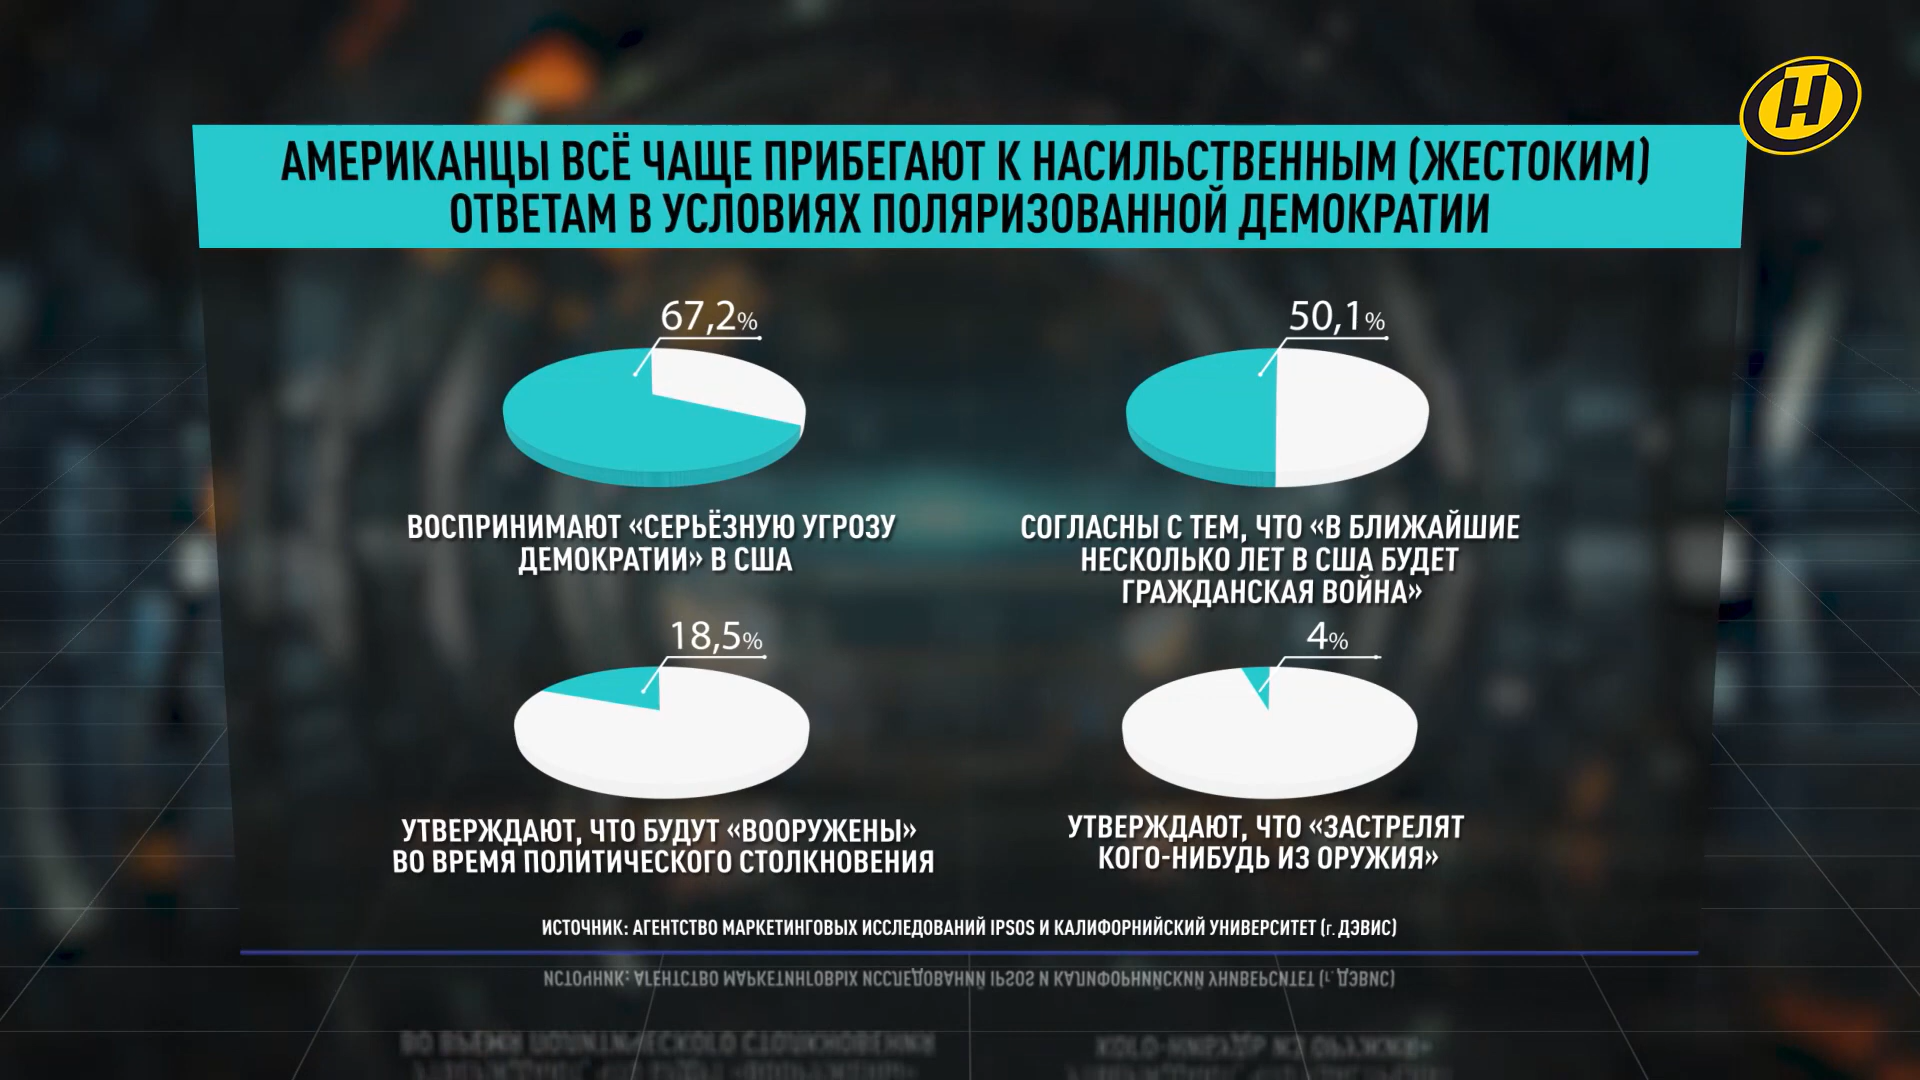 Н
АМЕРИКАНЦЫ ВСЁ ЧАЩЕ ПРИБЕГАЮТ К НАСИЛЬСТВЕННЫМ (ЖЕСТОКИМ)
ОТВЕТАМ В УСЛОВИЯХ ПОЛЯРИЗОВАННОЙ ДЕМОКРАТИИ
67,2%
ВОСПРИНИМАЮТ «СЕРЬЁЗНУЮ УГРОЗУ
ДЕМОКРАТИИ» В США
50,1%
СОГЛАСНЫ С ТЕМ, ЧТО «В БЛИЖАЙШИЕ
НЕСКОЛЬКО ЛЕТ В США БУДЕТ
ГРАЖДАНСКАЯ ВОЙНА»
18,5%
УТВЕРЖДАЮТ, ЧТО БУДУТ «ВООРУЖЕНЫ»
ВО ВРЕМЯ ПОЛИТИЧЕСКОГО СТОЛКНОВЕНИЯ
4%
УТВЕРЖДАЮТ, ЧТО «ЗАСТРЕЛЯТ
КОГО-НИБУДЬ ИЗ ОРУЖИЯ»
ИСТОЧНИК: АГЕНТСТВО МАРКЕТИНГОВЫХ ИССЛЕДОВАНИЙ IPSOS И КАЛИФОРНИЙСКИЙ УНИВЕРСИТЕТ (г. ДЭВИС)